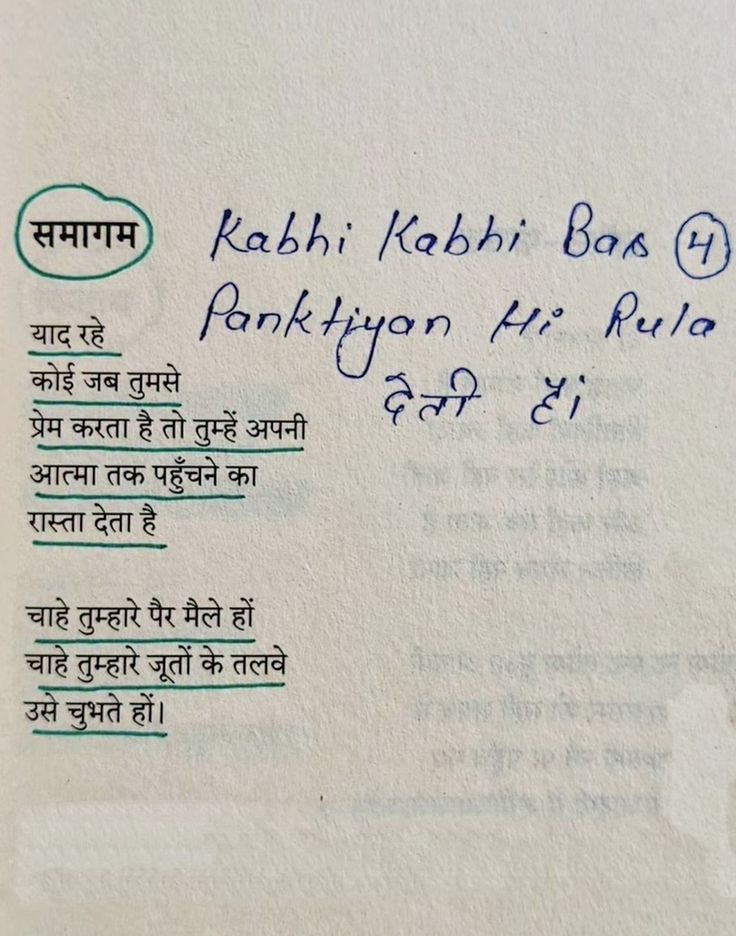 समागम
Kabhi Kabhi Bas 4
Panktiyan Hi Rula
देती हैं।
याद रहे
कोई जब तुमसे
प्रेम करता है तो तुम्हें अपनी
आत्मा तक पहुँचने का
रास्ता देता है
चाहे तुम्हारे पैर मैले हों
चाहे तुम्हारे जूतों के तलवे
उसे चुभते हों।